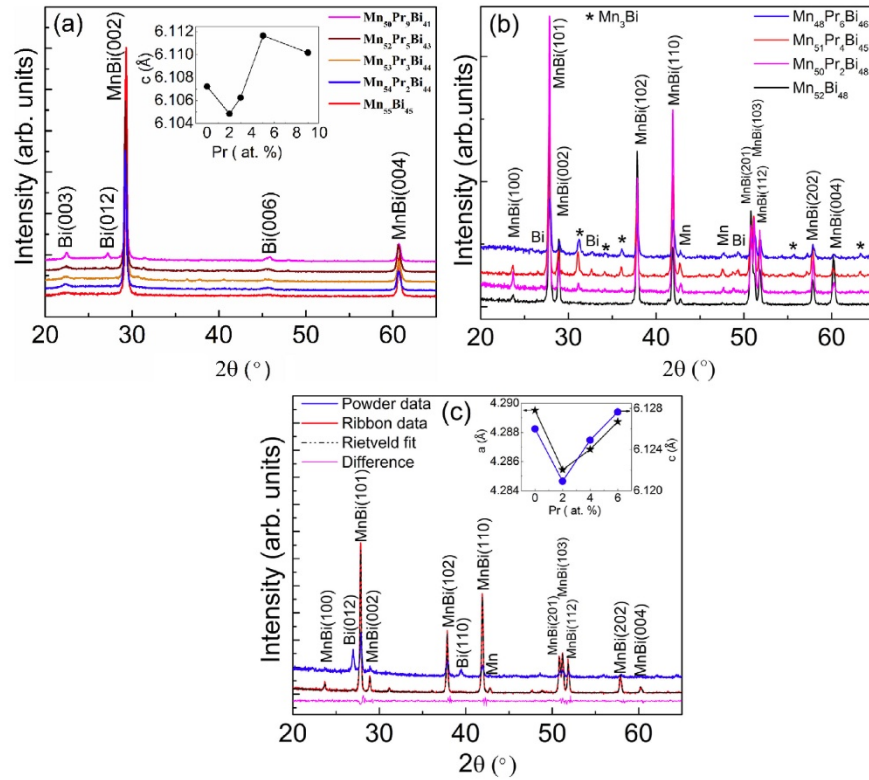 (a)
Mn50Pr9Bi41
Mn52Pr5Bi43
Mn53Pr3Bi44
Mn54Pr2Bi44
Mn55Bi45
6.112
6.110
6.108
6.106
6.104
c (Å)
0 2 4 6 8 10
Pr ( at. %)
MnBi(002)
Bi(003)
Bi(012)
Bi(006)
MnBi(004)
Intensity (arb. units)
20 30 40 50 60
2θ (°)
(b)
* Mn3Bi
Mn48Pr6Bi46
Mn51Pr4Bi45
Mn50Pr2Bi48
Mn52Bi48
MnBi(100)
Bi
MnBi(101)
MnBi(002)
*
Bi
*
*
MnBi(102)
MnBi(110)
Mn
Mn
Bi
MnBi(201)
MnBi(103)
MnBi(112)
*
MnBi(202)
MnBi(004)
*
Intensity (arb.units)
20 30 40 50 60
2θ (°)
(c)
Powder data
Ribbon data
Rietveld fit
Difference
4.290
4.288
4.286
4.284
a (Å)
6.128
6.124
6.120
c (Å)
0 2 4 6
Pr ( at. %)
MnBi(100)
Bi(012)
MnBi(101)
MnBi(002)
MnBi(102)
Bi(110)
MnBi(110)
Mn
MnBi(201)
MnBi(103)
MnBi(112)
MnBi(202)
MnBi(004)
Intensity (arb. units)
20 30 40 50 60
2θ (°)